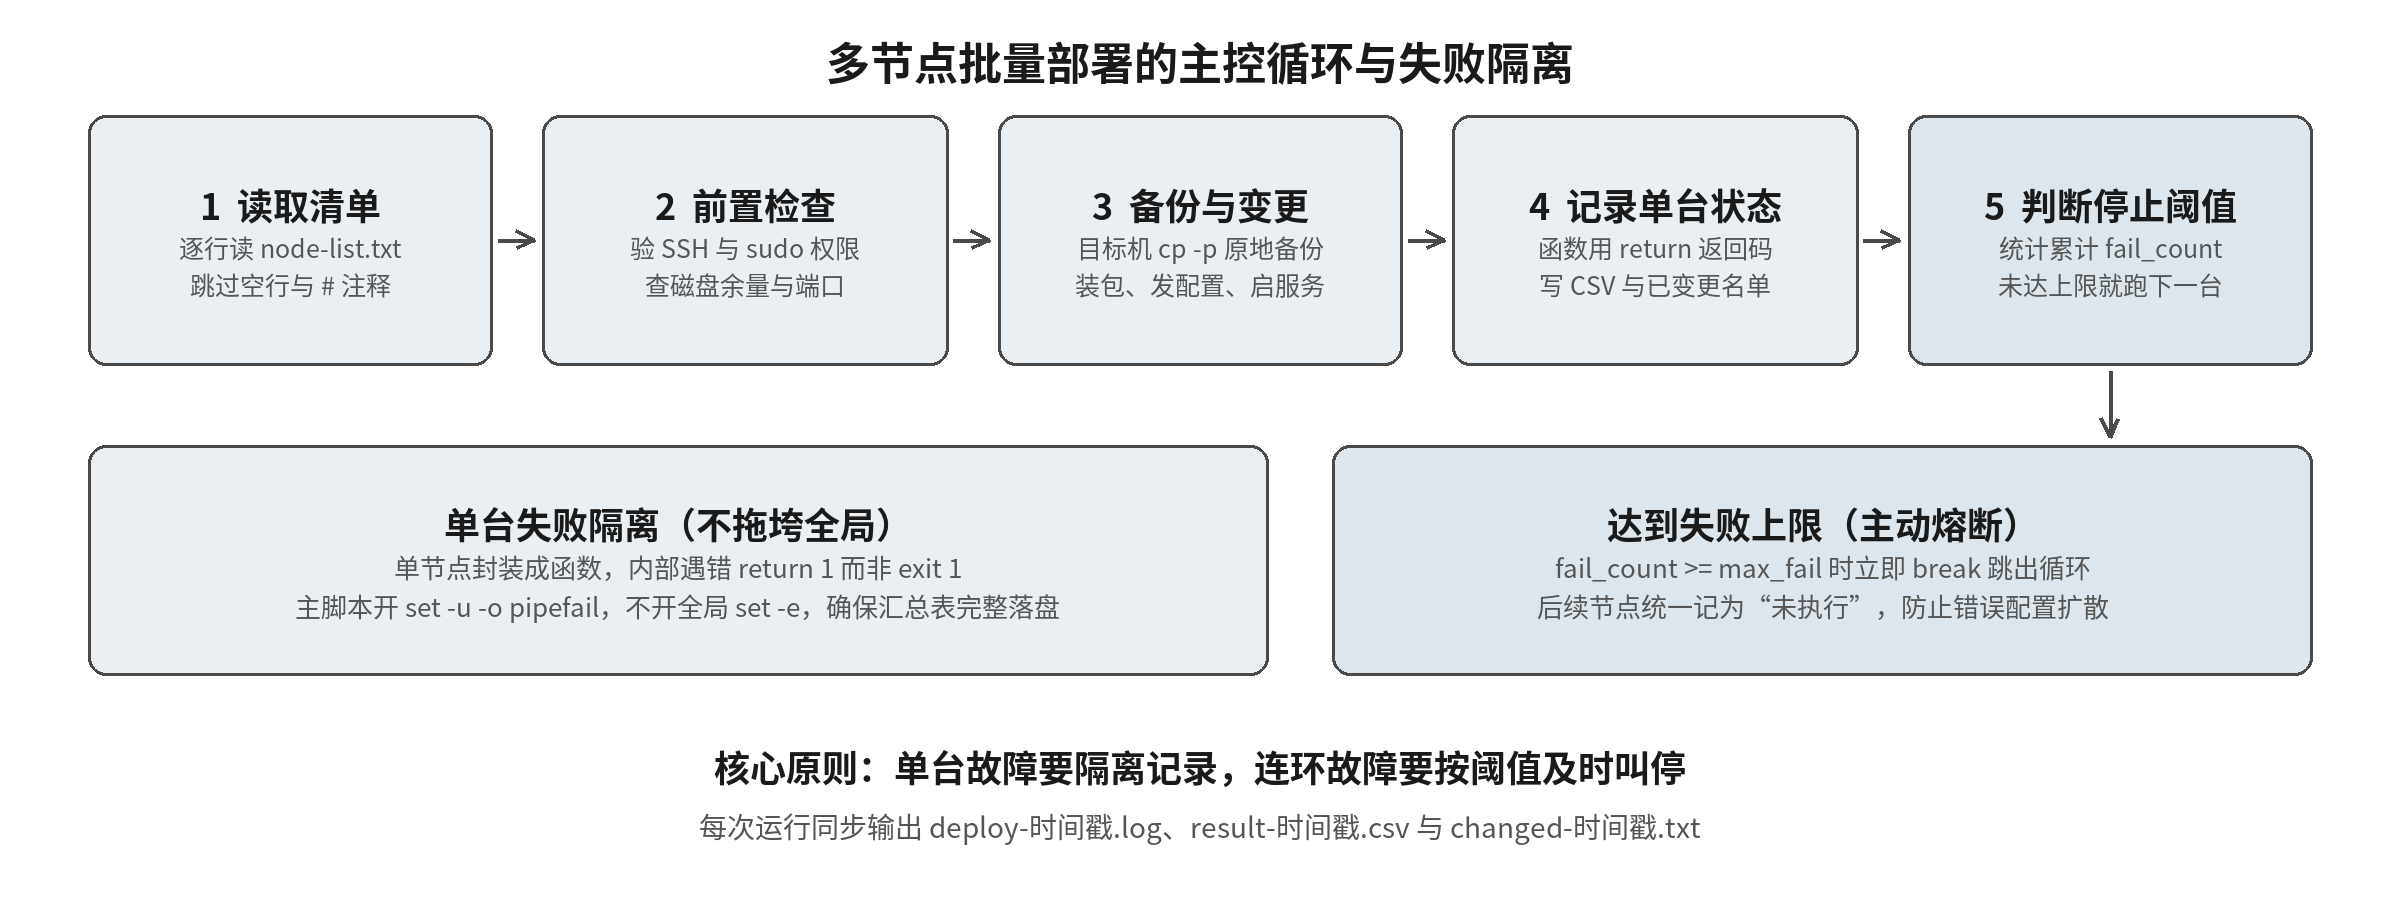 多节点批量部署的主控循环与失败隔离
1 读取清单
逐行读 node-list.txt
跳过空行与 # 注释
2 前置检查
验 SSH 与 sudo 权限
查磁盘余量与端口
3 备份与变更
目标机 cp -p 原地备份
装包、发配置、启服务
4 记录单台状态
函数用 return 返回码
写 CSV 与已变更名单
5 判断停止阈值
统计累计 fail_count
未达上限就跑下一台
单台失败隔离（不拖垮全局）
单节点封装成函数，内部遇错 return 1 而非 exit 1
主脚本开 set -u -o pipefail，不开全局 set -e，确保汇总表完整落盘
达到失败上限（主动熔断）
fail_count >= max_fail 时立即 break 跳出循环
后续节点统一记为“未执行”，防止错误配置扩散
核心原则：单台故障要隔离记录，连环故障要按阈值及时叫停
每次运行同步输出 deploy-时间戳.log、result-时间戳.csv 与 changed-时间戳.txt